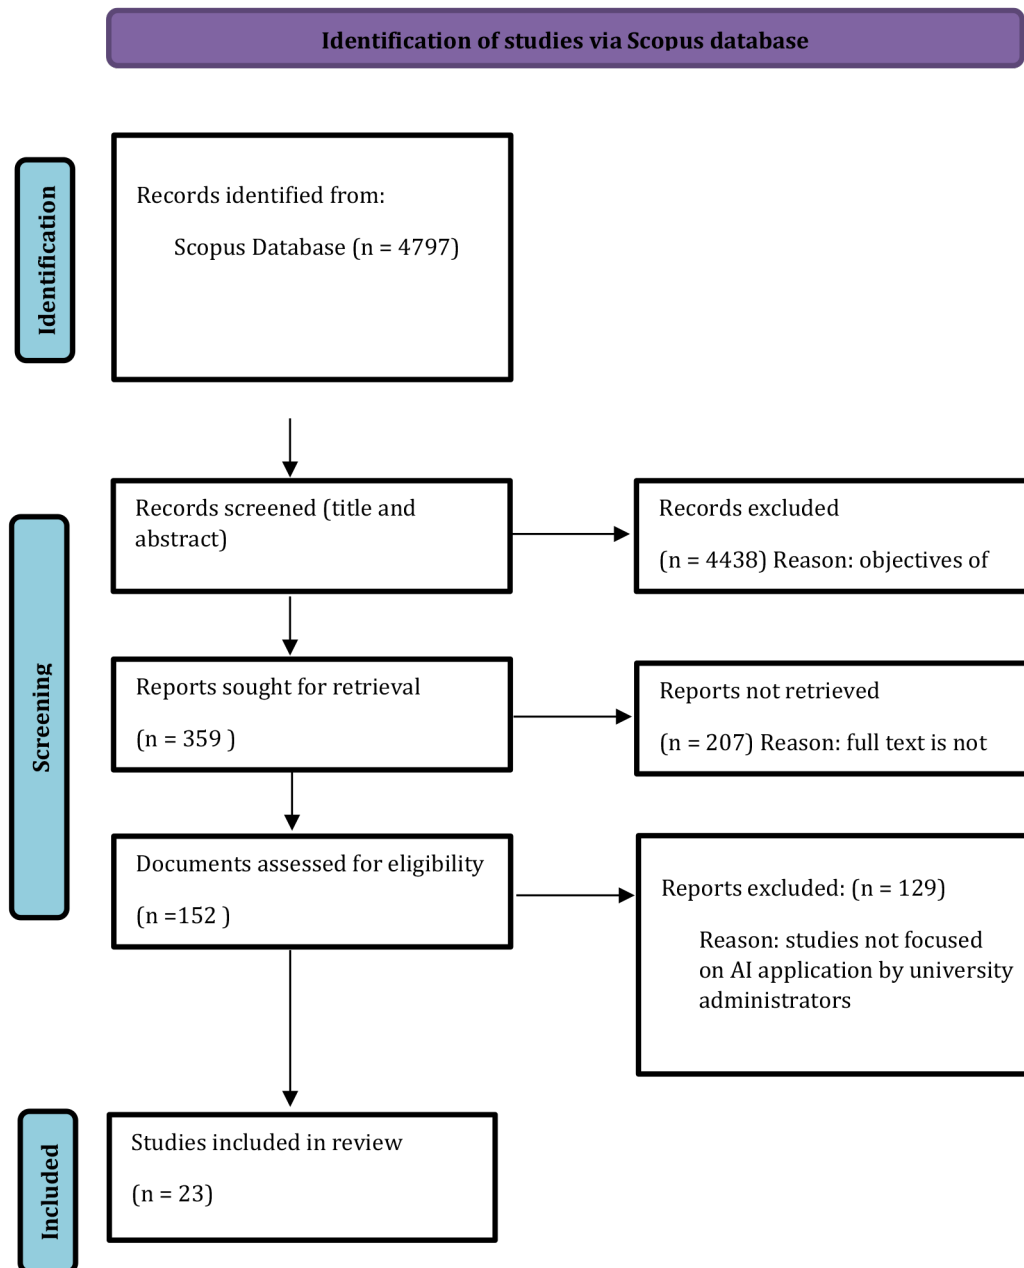 Identification of studies via Scopus database
Identification
Records identified from:
Scopus Database (n = 4797)
Screening
Records screened (title and
abstract)
Records excluded
(n = 4438) Reason: objectives of
Reports sought for retrieval
(n = 359 )
Reports not retrieved
(n = 207) Reason: full text is not
Documents assessed for eligibility
(n =152 )
Reports excluded: (n = 129)
Reason: studies not focused
on AI application by university
administrators
Included
Studies included in review
(n = 23)